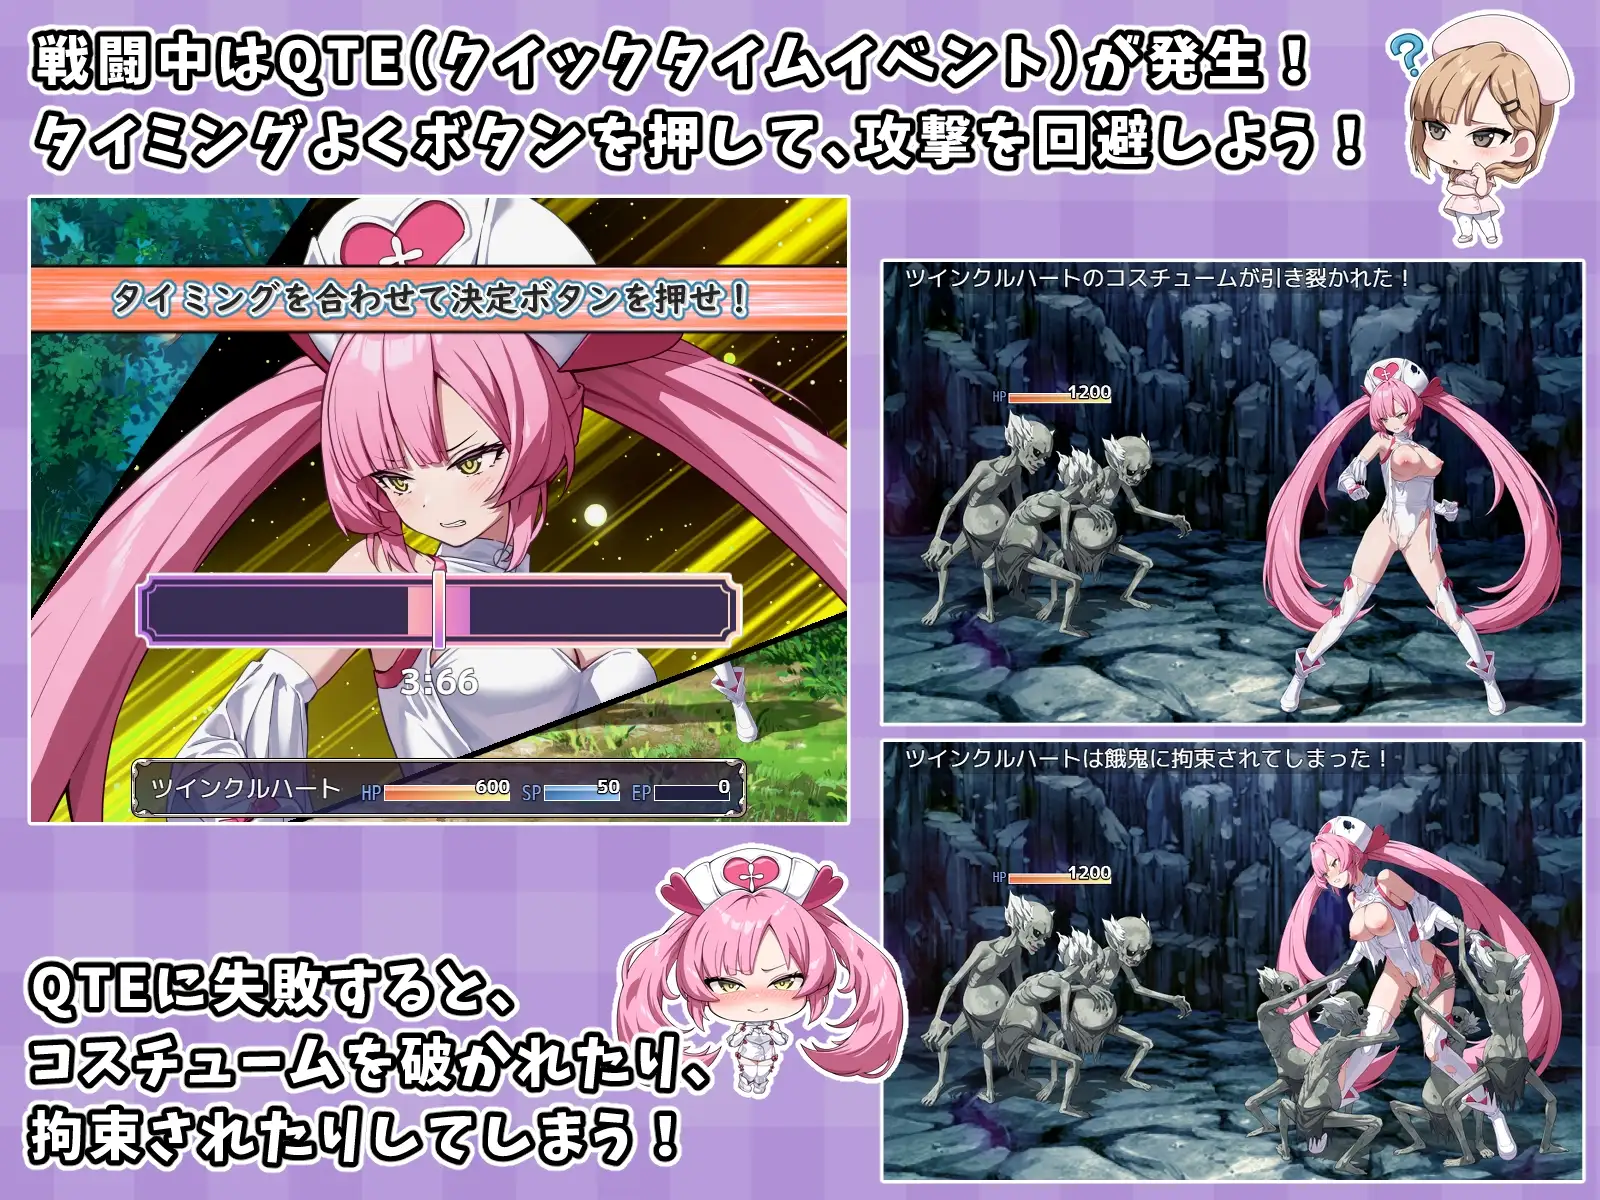 戦闘中はQTE(クイックタイムイベント)が発生！
タイミングよくボタンを押して、攻撃を回避しよう！
?
タイミングを合わせて決定ボタンを押せ！
3:66
ツインクルハート HP 600 SP 50 EP 0
ツインクルハートのコスチュームが引き裂かれた！
HP 1200
ツインクルハートは餓鬼に拘束されてしまった！
HP 1200
QTEに失敗すると、
コスチュームを破かれたり、
拘束されたりしてしまう！